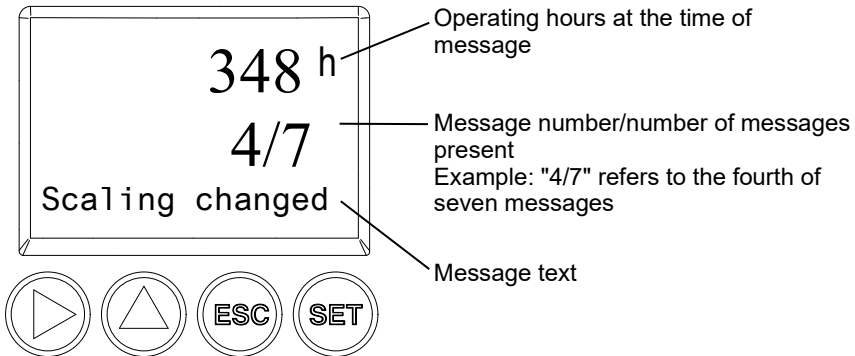 348 h
4/7
Scaling changed
ESC SET
Operating hours at the time of
message
Message number/number of messages
present
Example: "4/7" refers to the fourth of
seven messages
Message text